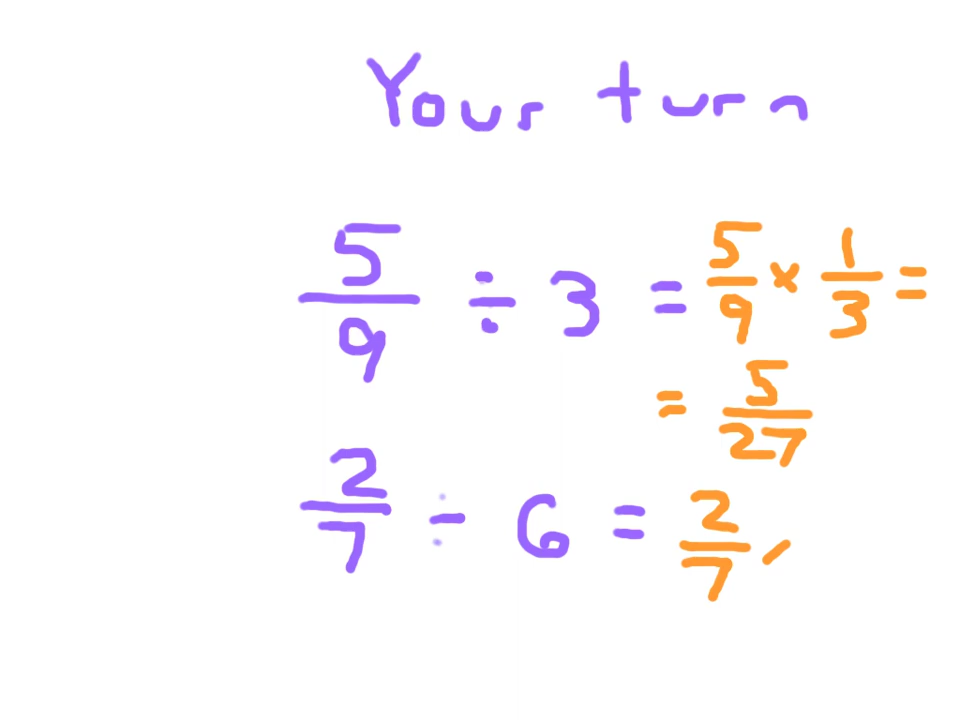 Your turn
5/9 ÷ 3 = 5/9 × 1/3 =
= 5/27
2/7 ÷ 6 = 2/7